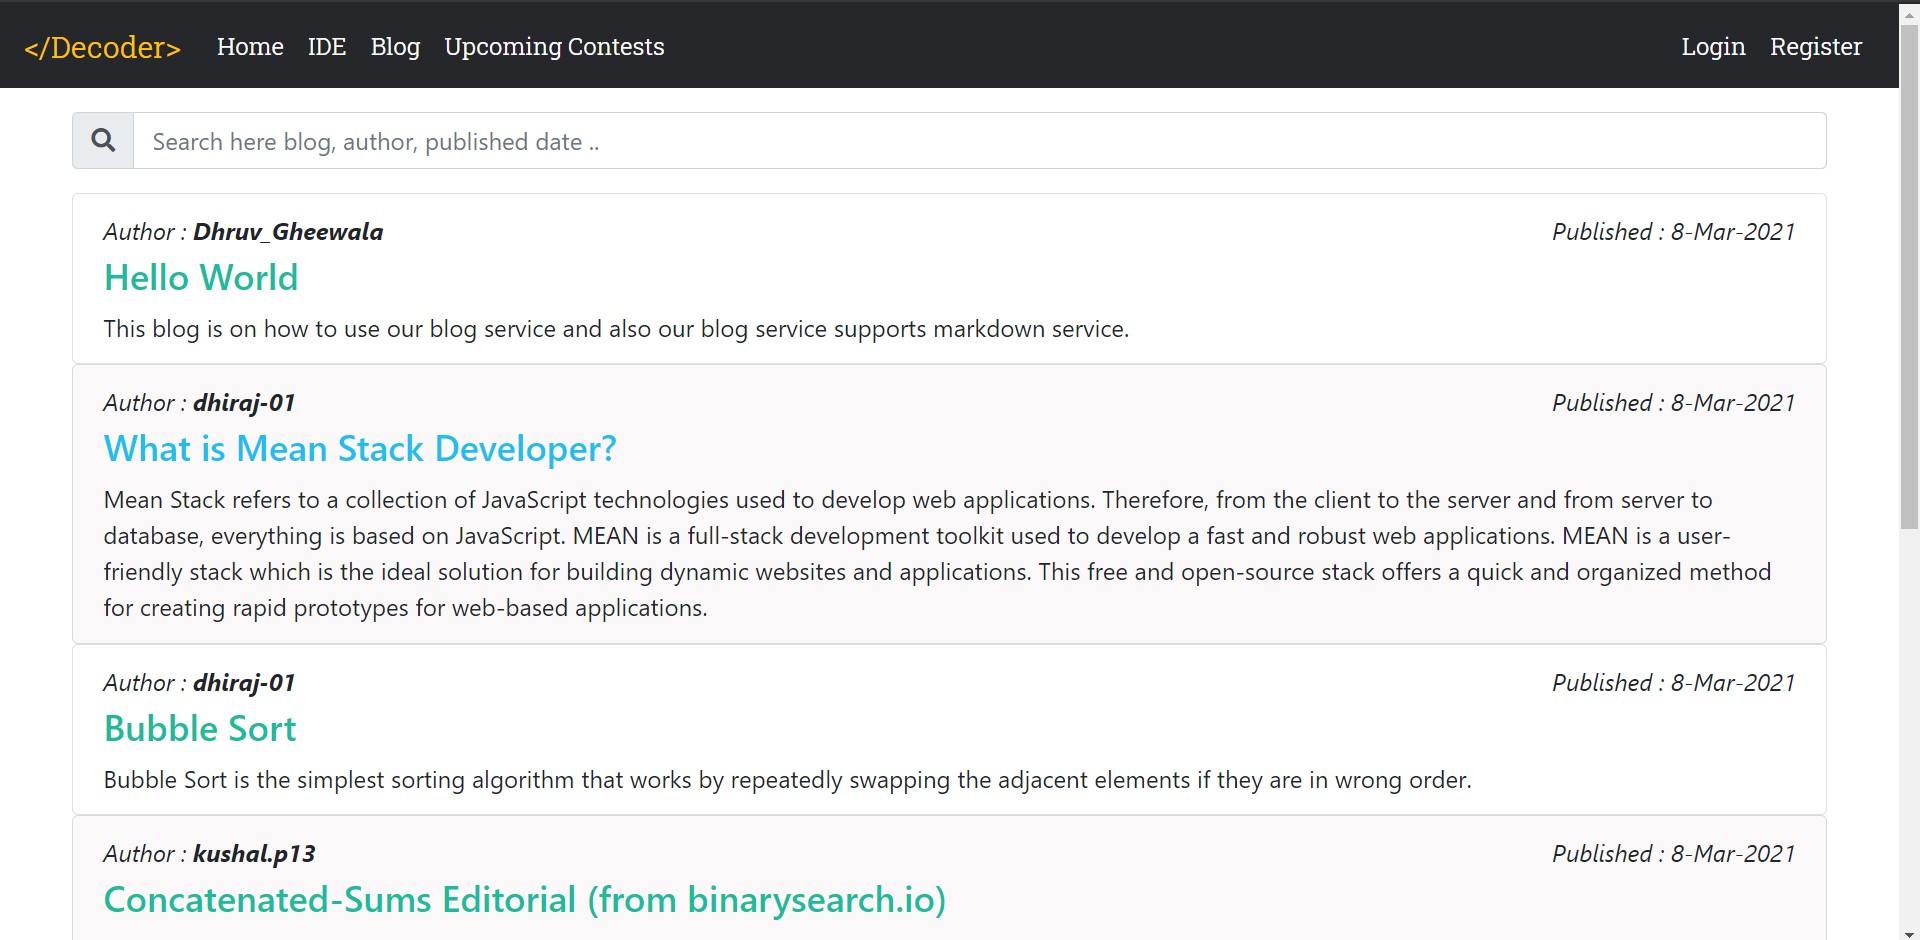 </Decoder> Home IDE Blog Upcoming Contests Login Register
Search here blog, author, published date ..
Author : Dhruv_Gheewala Published : 8-Mar-2021
Hello World
This blog is on how to use our blog service and also our blog service supports markdown service.
Author : dhiraj-01 Published : 8-Mar-2021
What is Mean Stack Developer?
Mean Stack refers to a collection of JavaScript technologies used to develop web applications. Therefore, from the client to the server and from server to
database, everything is based on JavaScript. MEAN is a full-stack development toolkit used to develop a fast and robust web applications. MEAN is a user-
friendly stack which is the ideal solution for building dynamic websites and applications. This free and open-source stack offers a quick and organized method
for creating rapid prototypes for web-based applications.
Author : dhiraj-01 Published : 8-Mar-2021
Bubble Sort
Bubble Sort is the simplest sorting algorithm that works by repeatedly swapping the adjacent elements if they are in wrong order.
Author : kushal.p13 Published : 8-Mar-2021
Concatenated-Sums Editorial (from binarysearch.io)